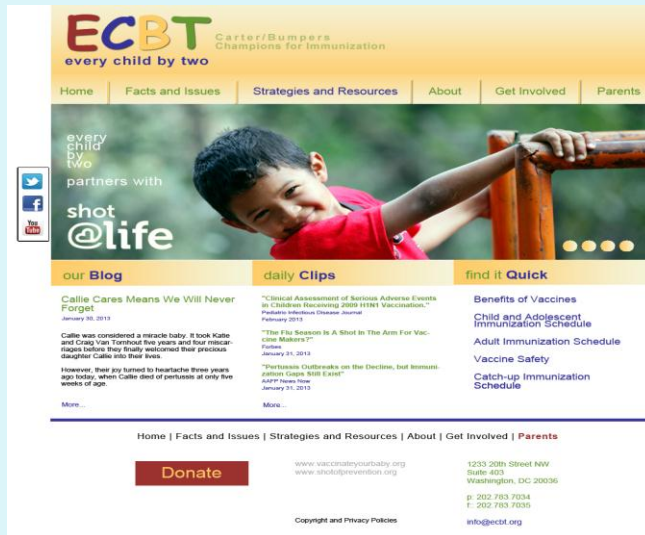 ECBT
Carter/Bumpers
Champions for Immunization
every child by two
Home Facts and Issues Strategies and Resources About Get Involved Parents
every
child
by
two
partners with
shot
@life
You
Tube
our Blog
Callie Cares Means We Will Never
Forget
January 30, 2013
Callie was considered a miracle baby. It took Katie
and Craig Van Tornhout five years and four miscar-
riages before they finally welcomed their precious
daughter Callie into their lives.
However, their joy turned to heartache three years
ago today, when Callie died of pertussis at only five
weeks of age.
More...
daily Clips
"Clinical Assessment of Serious Adverse Events
in Children Receiving 2009 H1N1 Vaccination."
Pediatric Infectious Disease Journal
February 2013
"The Flu Season Is A Shot In The Arm For Vac-
cine Makers?"
Forbes
January 31, 2013
"Pertussis Outbreaks on the Decline, but Immuni-
zation Gaps Still Exist"
AAFP News Now
January 31, 2013
More...
find it Quick
Benefits of Vaccines
Child and Adolescent
Immunization Schedule
Adult Immunization Schedule
Vaccine Safety
Catch-up Immunization
Schedule
Home | Facts and Issues | Strategies and Resources | About | Get Involved | Parents
Donate
www.vaccinateyourbaby.org
www.shotofprevention.org
Copyright and Privacy Policies
1233 20th Street NW
Suite 403
Washington, DC 20036
p: 202.783.7034
f: 202.783.7035
info@ecbt.org